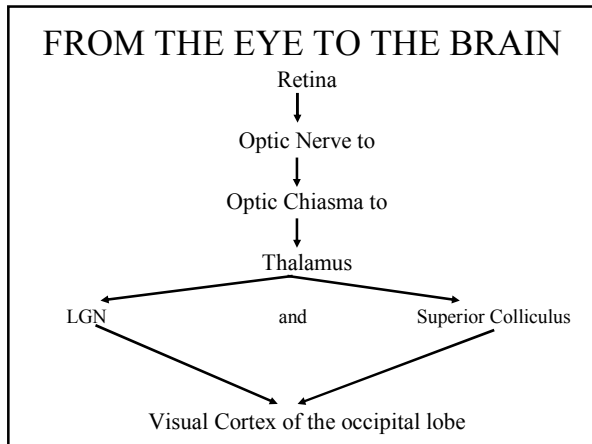 FROM THE EYE TO THE BRAIN
Retina
Optic Nerve to
Optic Chiasma to
Thalamus
LGN and Superior Colliculus
Visual Cortex of the occipital lobe